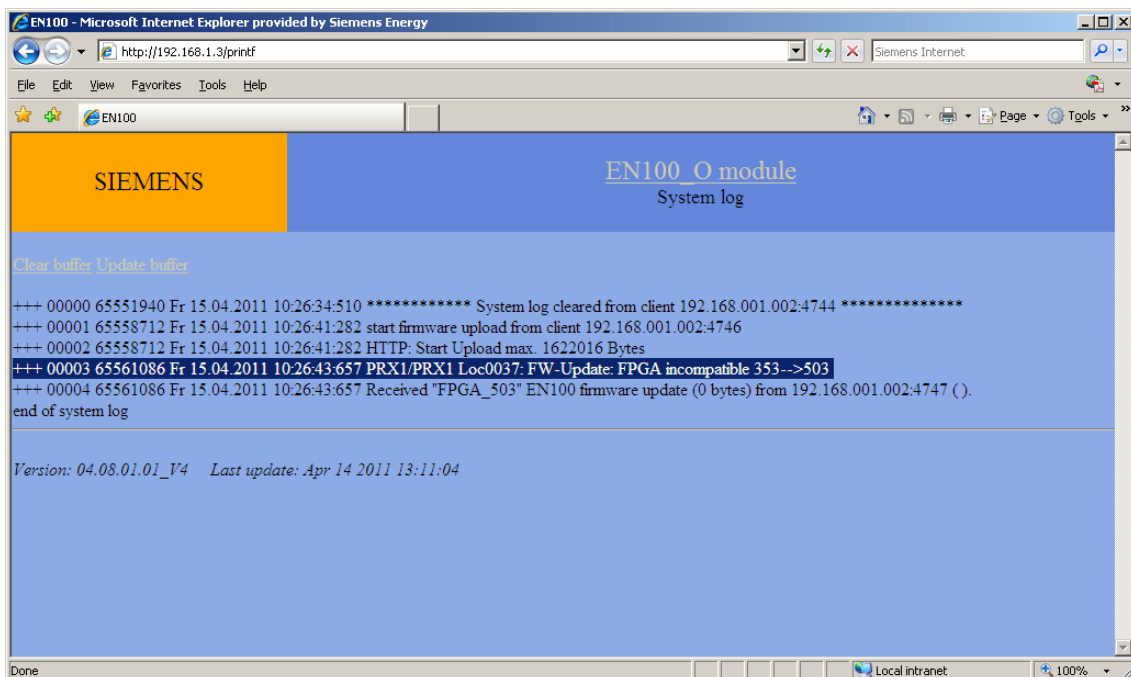 EN100 - Microsoft Internet Explorer provided by Siemens Energy
http://192.168.1.3/printf
Siemens Internet
File Edit View Favorites Tools Help
EN100
Page Tools
SIEMENS
EN100_O module
System log
Clear buffer Update buffer
+++ 00000 65551940 Fr 15.04.2011 10:26:34:510 ************ System log cleared from client 192.168.001.002:4744 **************
+++ 00001 65558712 Fr 15.04.2011 10:26:41:282 start firmware upload from client 192.168.001.002:4746
+++ 00002 65558712 Fr 15.04.2011 10:26:41:282 HTTP: Start Upload max. 1622016 Bytes
+++ 00003 65561086 Fr 15.04.2011 10:26:43:657 PRX1/PRX1 Loc0037: FW-Update: FPGA incompatible 353-->503
+++ 00004 65561086 Fr 15.04.2011 10:26:43:657 Received "FPGA_503" EN100 firmware update (0 bytes) from 192.168.001.002:4747 ( ).
end of system log
Version: 04.08.01.01_V4 Last update: Apr 14 2011 13:11:04
Done
Local intranet
100%